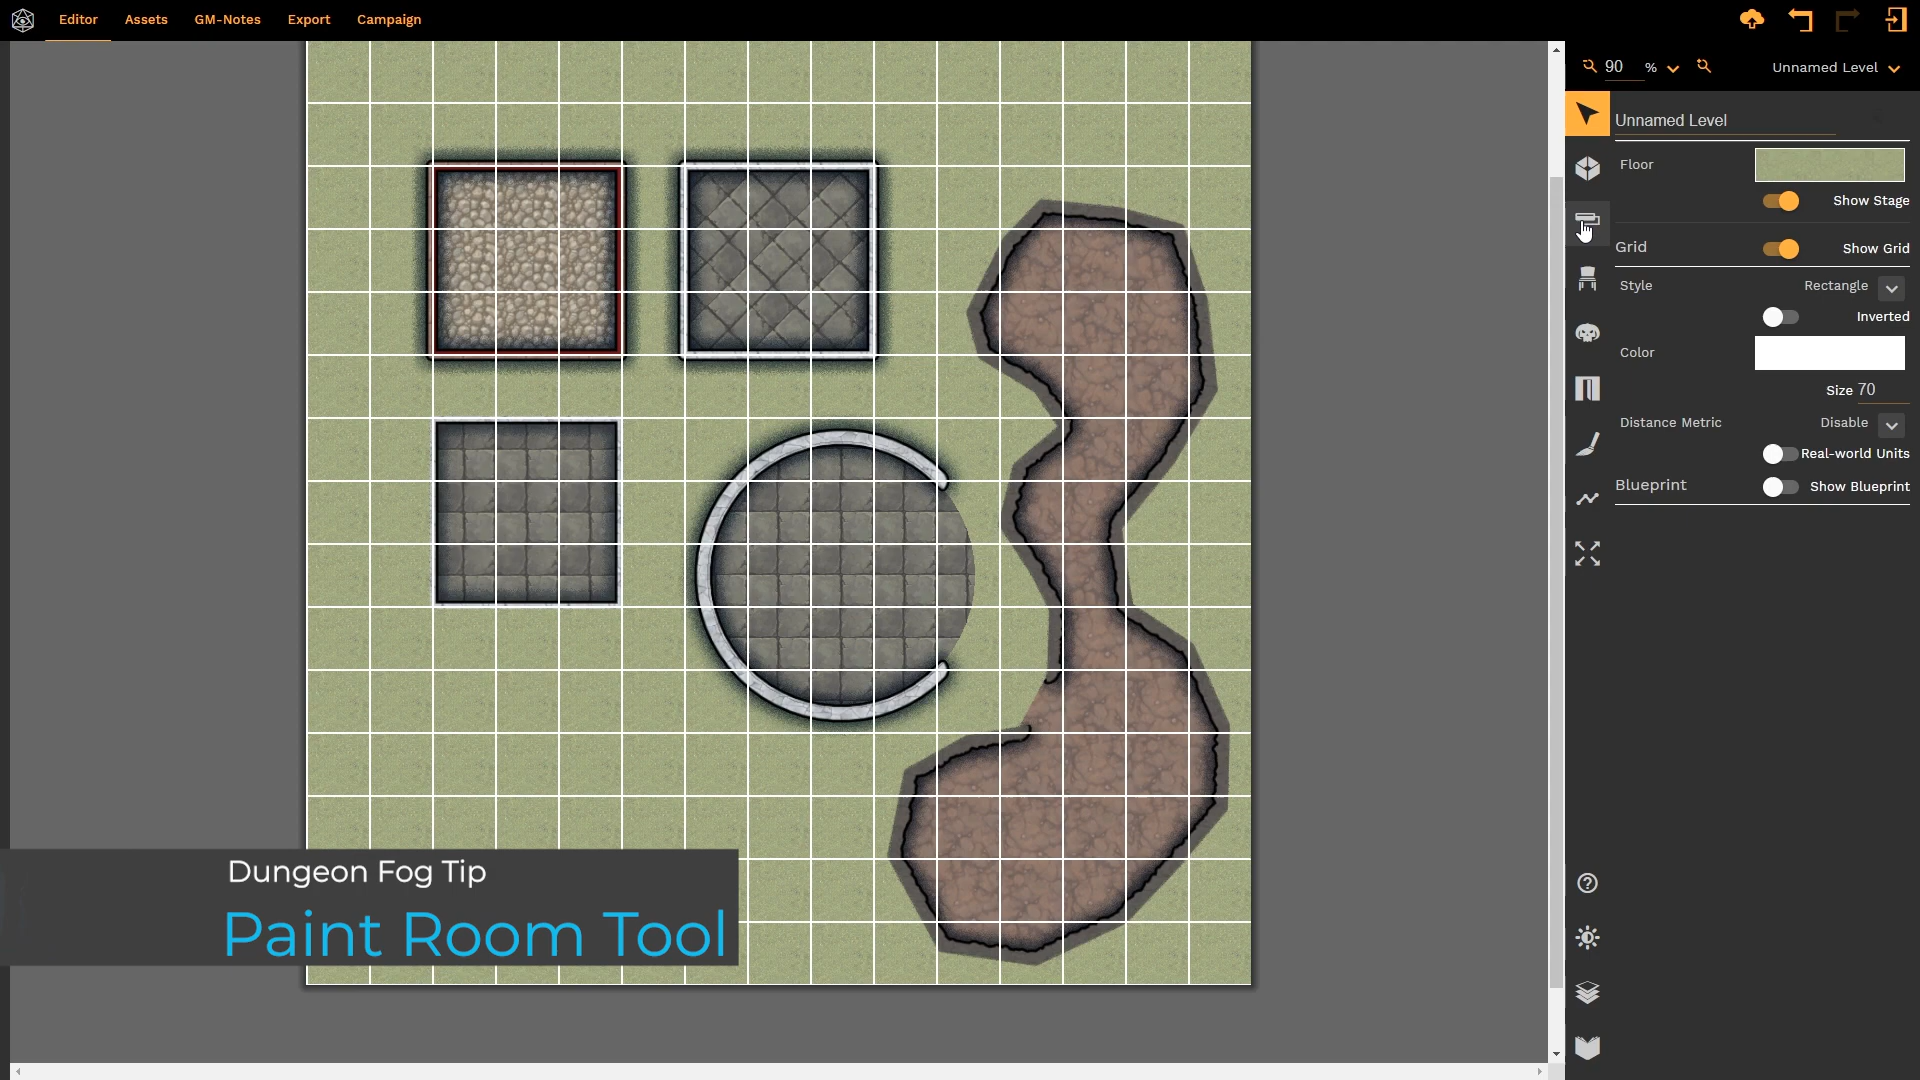 Editor Assets GM-Notes Export Campaign
90 % Unnamed Level
Unnamed Level
Floor
Show Stage
Grid Show Grid
Style Rectangle
Inverted
Color
Size 70
Distance Metric Disable
Real-world Units
Blueprint Show Blueprint
Dungeon Fog Tip
Paint Room Tool